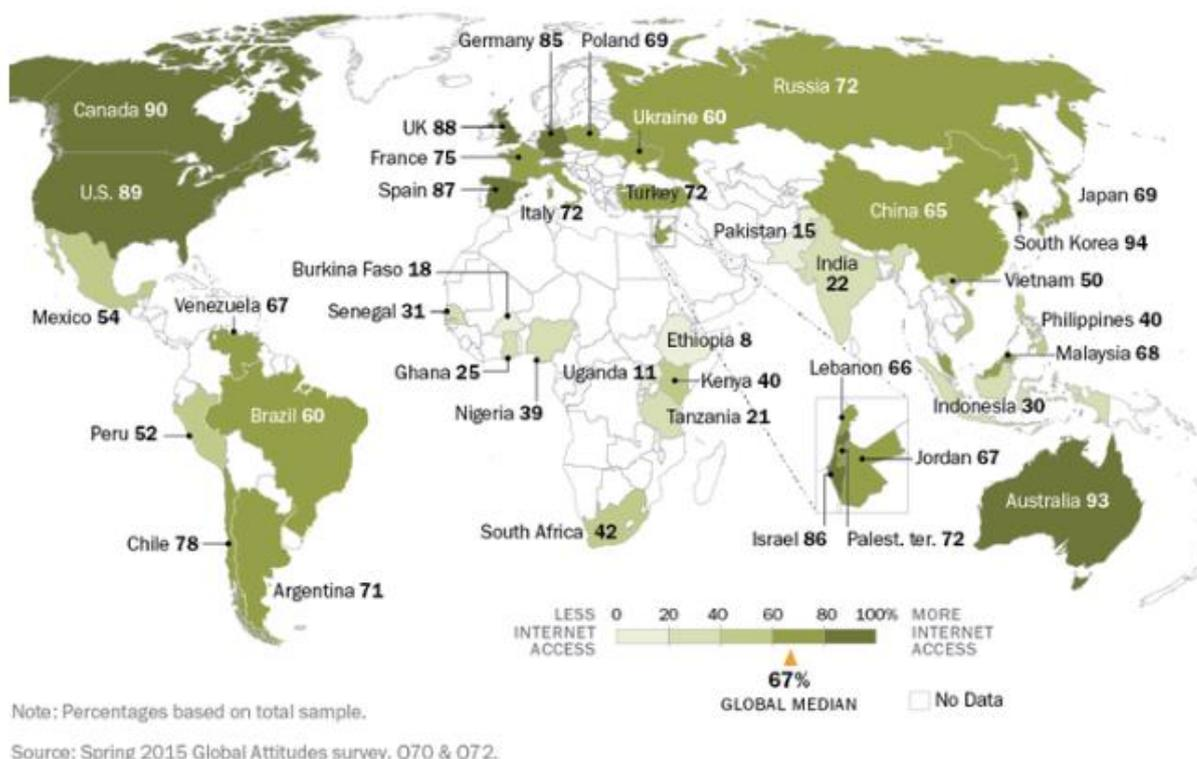 Germany 85
Poland 69
Russia 72
Canada 90
Ukraine 60
UK 88
France 75
U.S. 89
Spain 87
Turkey 72
Japan 69
Italy 72
China 65
Pakistan 15
South Korea 94
India
22
Burkina Faso 18
Vietnam 50
Venezuela 67
Senegal 31
Mexico 54
Philippines 40
Ethiopia 8
Malaysia 68
Lebanon 66
Ghana 25
Uganda 11
Kenya 40
Indonesia 30
Nigeria 39
Tanzania 21
Brazil 60
Peru 52
Jordan 67
Australia 93
South Africa 42
Israel 86
Palest. ter. 72
Chile 78
Argentina 71
LESS
INTERNET
ACCESS
0 20 40 60 80 100%
MORE
INTERNET
ACCESS
67%
GLOBAL MEDIAN
No Data
Note: Percentages based on total sample.
Source: Spring 2015 Global Attitudes survey. Q70 & Q72.